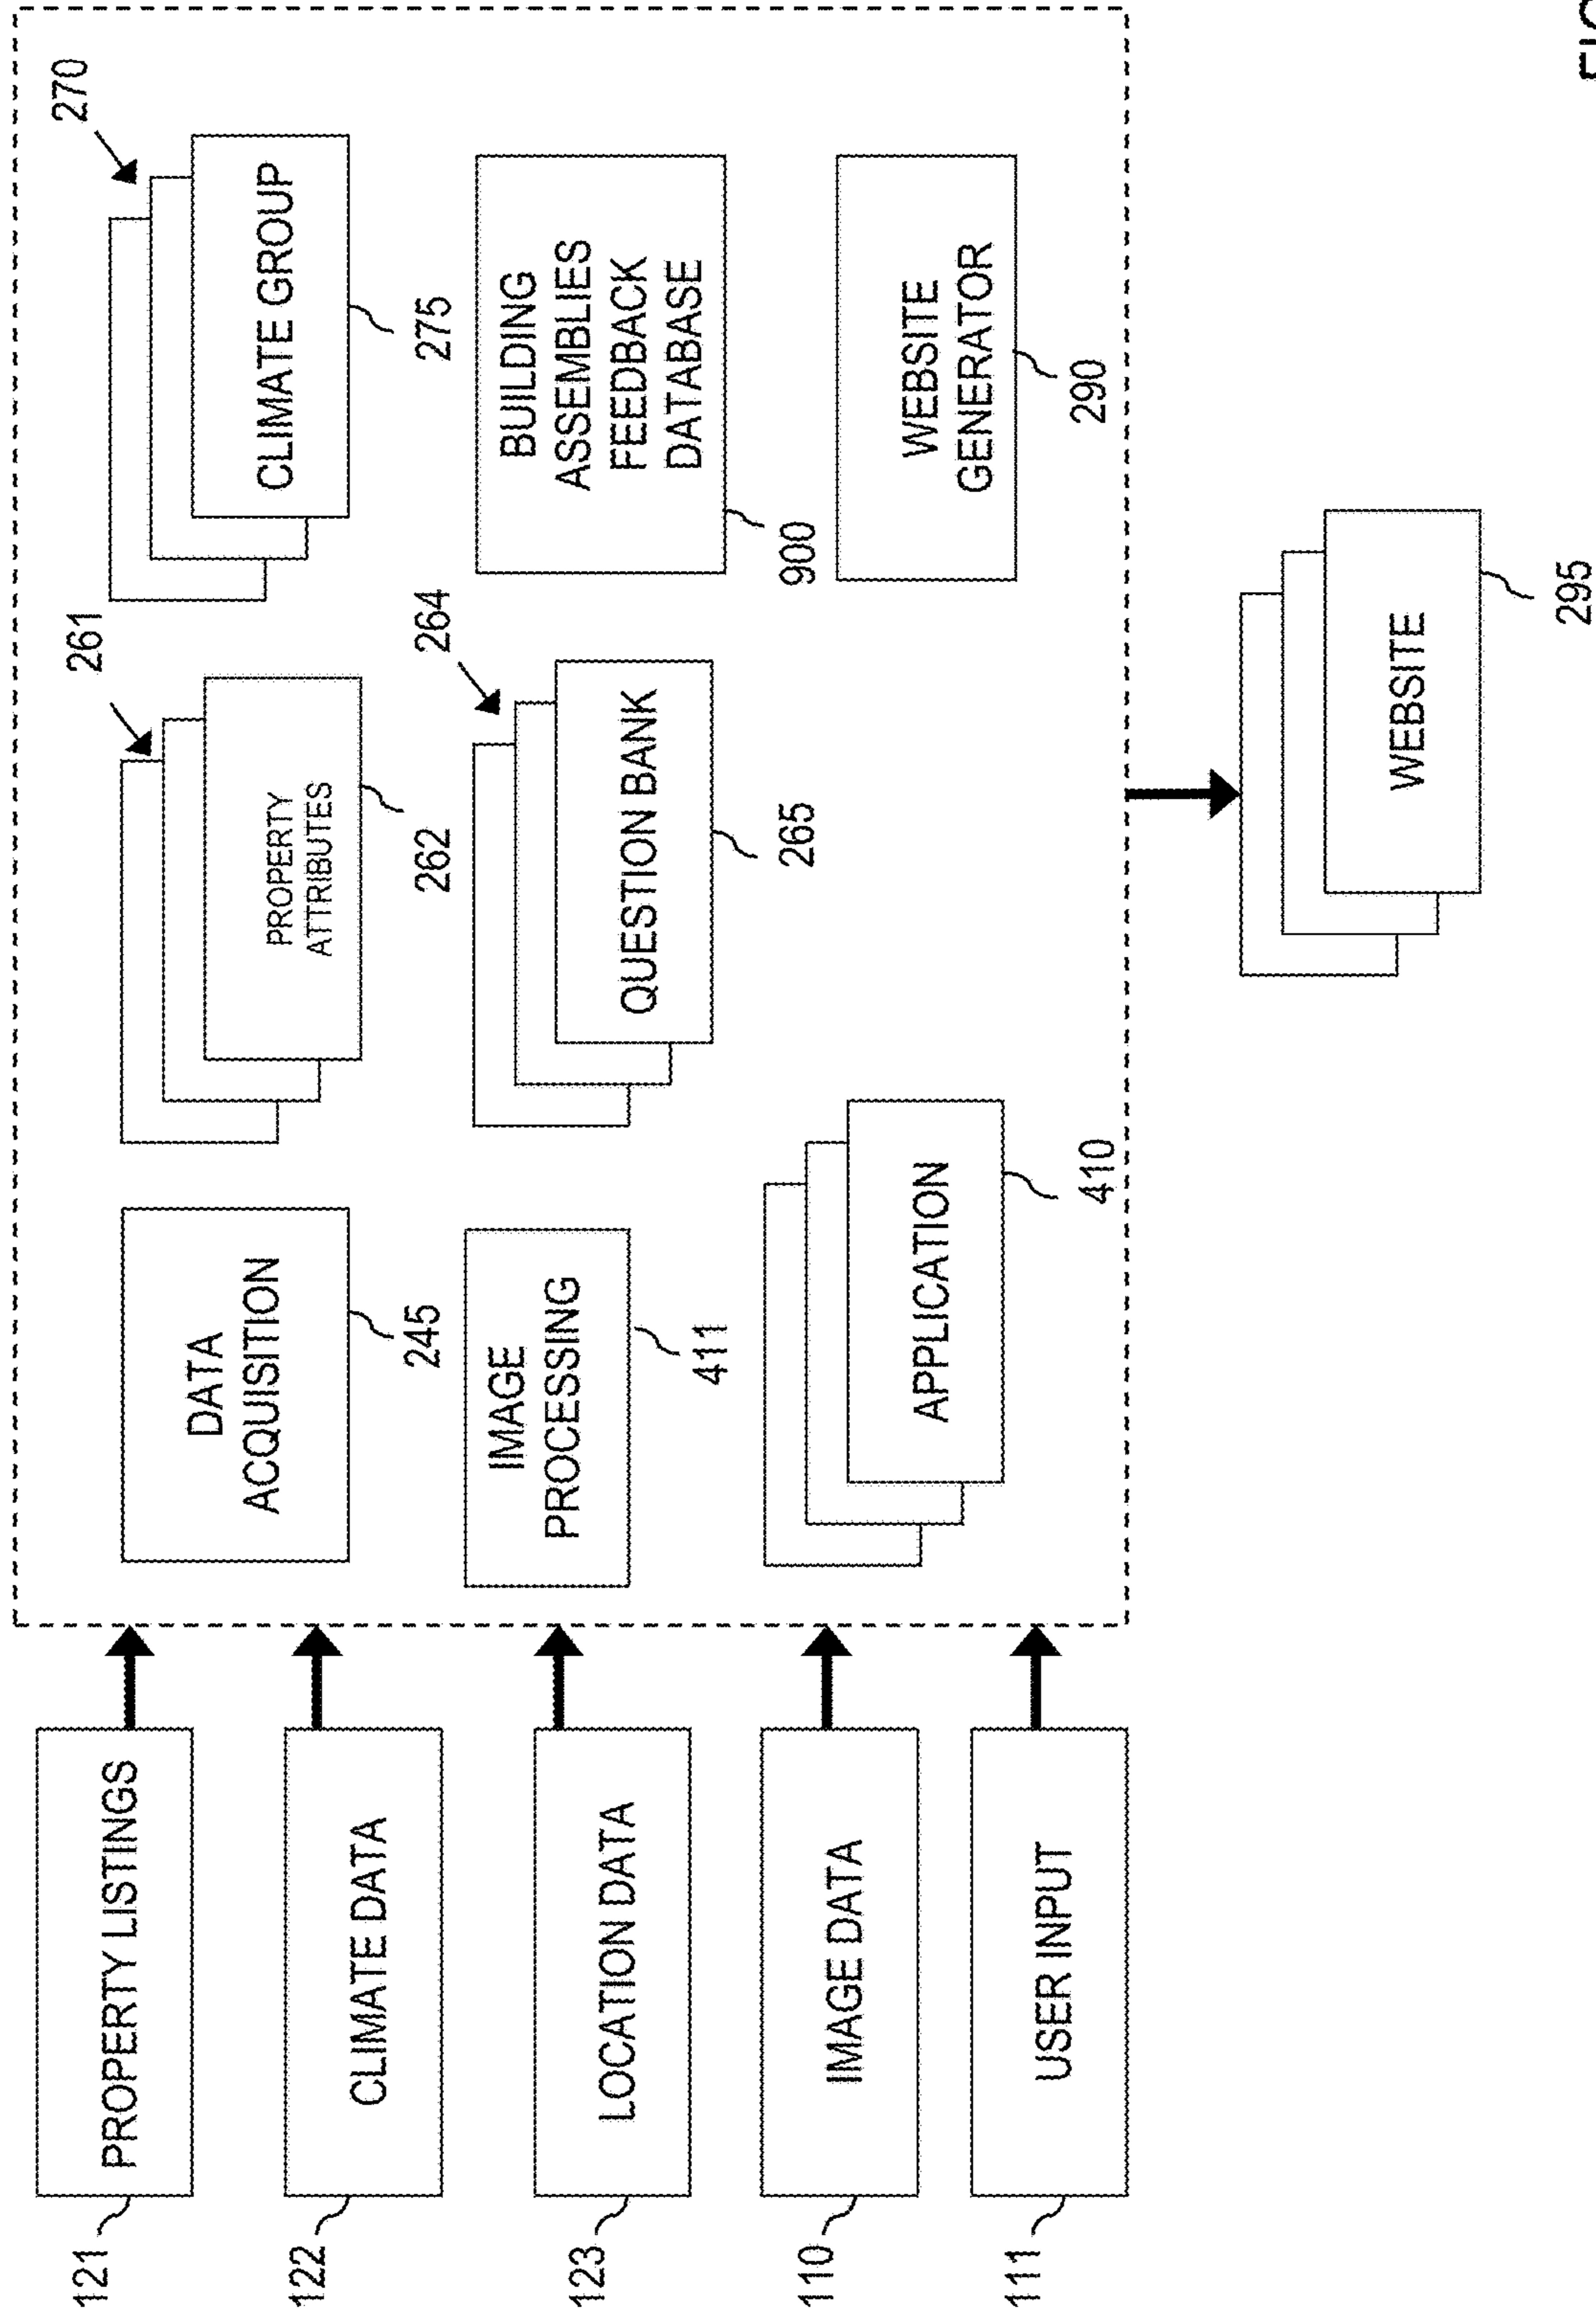 121
PROPERTY LISTINGS
122
CLIMATE DATA
123
LOCATION DATA
110
IMAGE DATA
111
USER INPUT
DATA
ACQUISITION
245
IMAGE
PROCESSING
411
APPLICATION
410
261
PROPERTY
ATTRIBUTES
262
264
QUESTION BANK
265
270
CLIMATE GROUP
275
BUILDING
ASSEMBLIES
FEEDBACK
DATABASE
900
WEBSITE
GENERATOR
290
WEBSITE
295